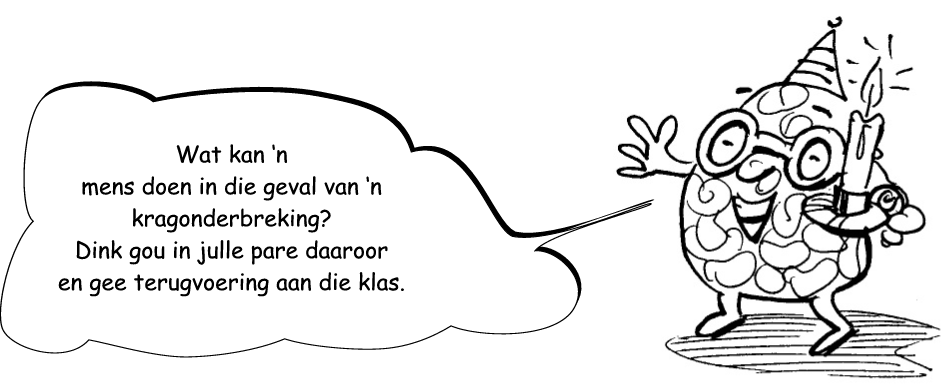 Wat kan ‘n
mens doen in die geval van ‘n
kragonderbreking?
Dink gou in julle pare daaroor
en gee terugvoering aan die klas.